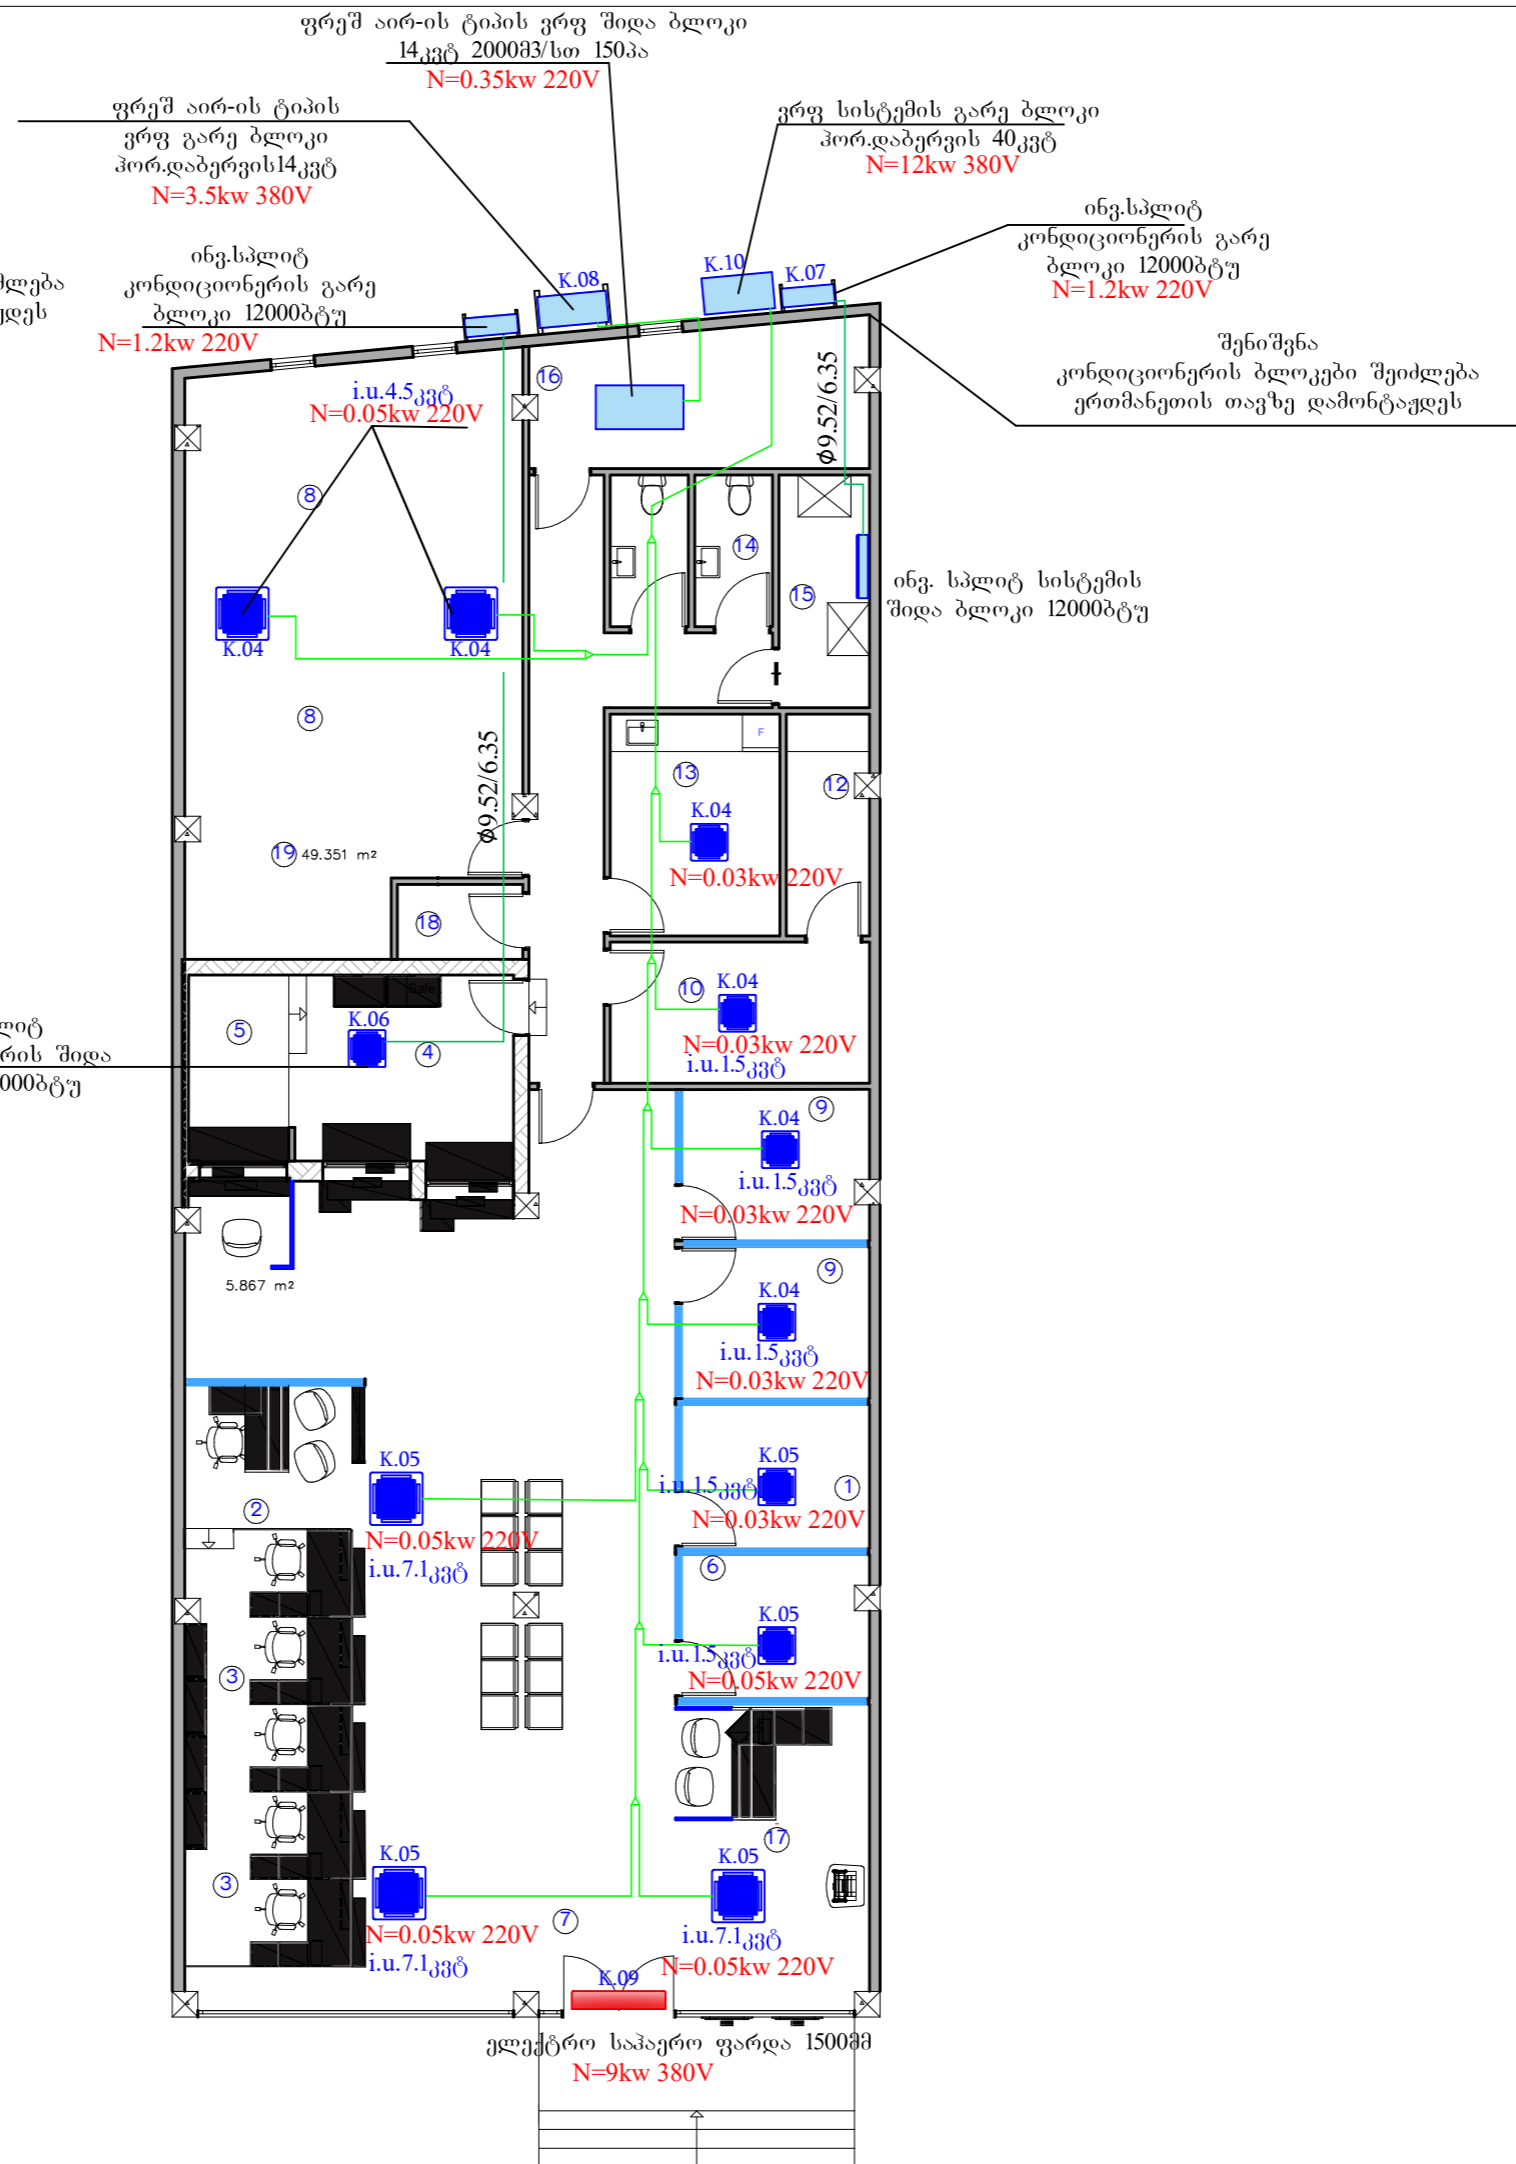 ფრეშ აირ-ის ტიპის ვრფ შიდა ბლოკი
14კვტ 2000მ3/სთ 150პა
N=0.35kw 220V
ფრეშ აირ-ის ტიპის
ვრფ გარე ბლოკი
ჰორ.დაბერვის14კვტ
N=3.5kw 380V
ვრფ სისტემის გარე ბლოკი
ჰორ.დაბერვის 40კვტ
N=12kw 380V
ინვ.სპლიტ
კონდიციონერის გარე
ბლოკი 12000ბტუ
N=1.2kw 220V
ინვ.სპლიტ
კონდიციონერის გარე
ბლოკი 12000ბტუ
N=1.2kw 220V
K.08
K.10
K.07
შენიშვნა
კონდიციონერის ბლოკები შეიძლება
ერთმანეთის თავზე დამონტაჟდეს
i.u.4.5კვტ
N=0.05kw 220V
16
ϕ9.52/6.35
8
14
15
ინვ. სპლიტ სისტემის
შიდა ბლოკი 12000ბტუ
K.04
K.04
8
F
ϕ9.52/6.35
13
12
K.04
N=0.03kw 220V
19 49.351 m²
18
Safe
10
K.04
N=0.03kw 220V
i.u.1.5კვტ
5
K.06
4
9
K.04
i.u.1.5კვტ
N=0.03kw 220V
9
K.04
i.u.1.5კვტ
N=0.03kw 220V
5.867 m²
K.05
i.u.1.5კვტ
1
N=0.03kw 220V
2
K.05
N=0.05kw 220V
i.u.7.1კვტ
6
K.05
i.u.1.5კვტ
N=0.05kw 220V
3
17
3
K.05
N=0.05kw 220V
i.u.7.1კვტ
7
K.05
i.u.7.1კვტ
N=0.05kw 220V
K.09
ელექტრო საჰაერო ფარდა 1500მმ
N=9kw 380V